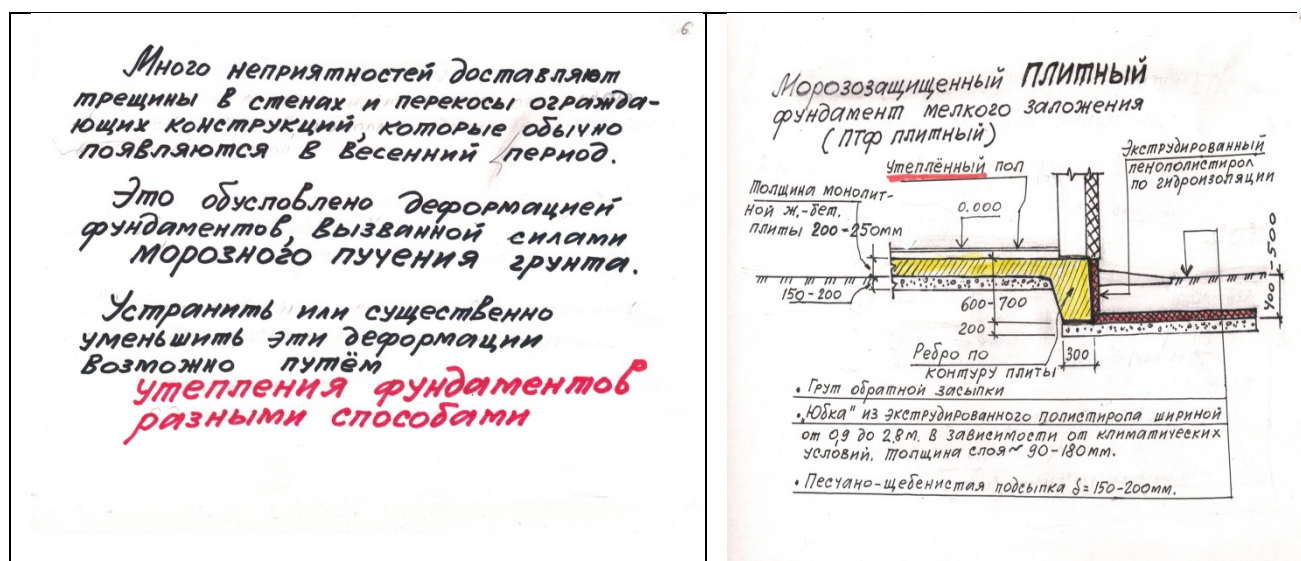 6
Много неприятностей доставляют
трещины в стенах и перекосы огражда-
ющих конструкций, которые обычно
появляются в весенний период.
Это обусловлено деформацией
фундаментов, вызванной силами
морозного пучения грунта.
Устранить или существенно
уменьшить эти деформации
возможно путём
утепления фундаментов
разными способами
Морозозащищенный ПЛИТНЫЙ
фундамент мелкого заложения
(ПТФ плитный)
Экструдированный
пенополистирол
по гидроизоляции
Утеплённый пол
Толщина монолит-
ной ж.-бет.
плиты 200-250мм
0.000
150-200
600-700
200
400-500
Ребро по
контуру плиты
300
• Грут обратной засыпки
• „Юбка" из экструдированного полистирола шириной
от 0,9 до 2,8м. В зависимости от климатических
условий. Толщина слоя ~ 90-180мм.
• Песчано-щебенистая подсыпка δ=150-200мм.